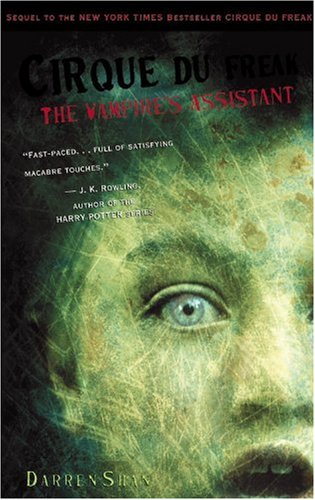 SEQUEL TO THE NEW YORK TIMES BESTSELLER CIRQUE DU FREAK
CIRQUE DU FREAK
THE VAMPIRE'S ASSISTANT
"FAST-PACED. . . FULL OF SATISFYING
MACABRE TOUCHES."
— J. K. ROWLING,
AUTHOR OF THE
HARRY POTTER SERIES
DARREN SHAN